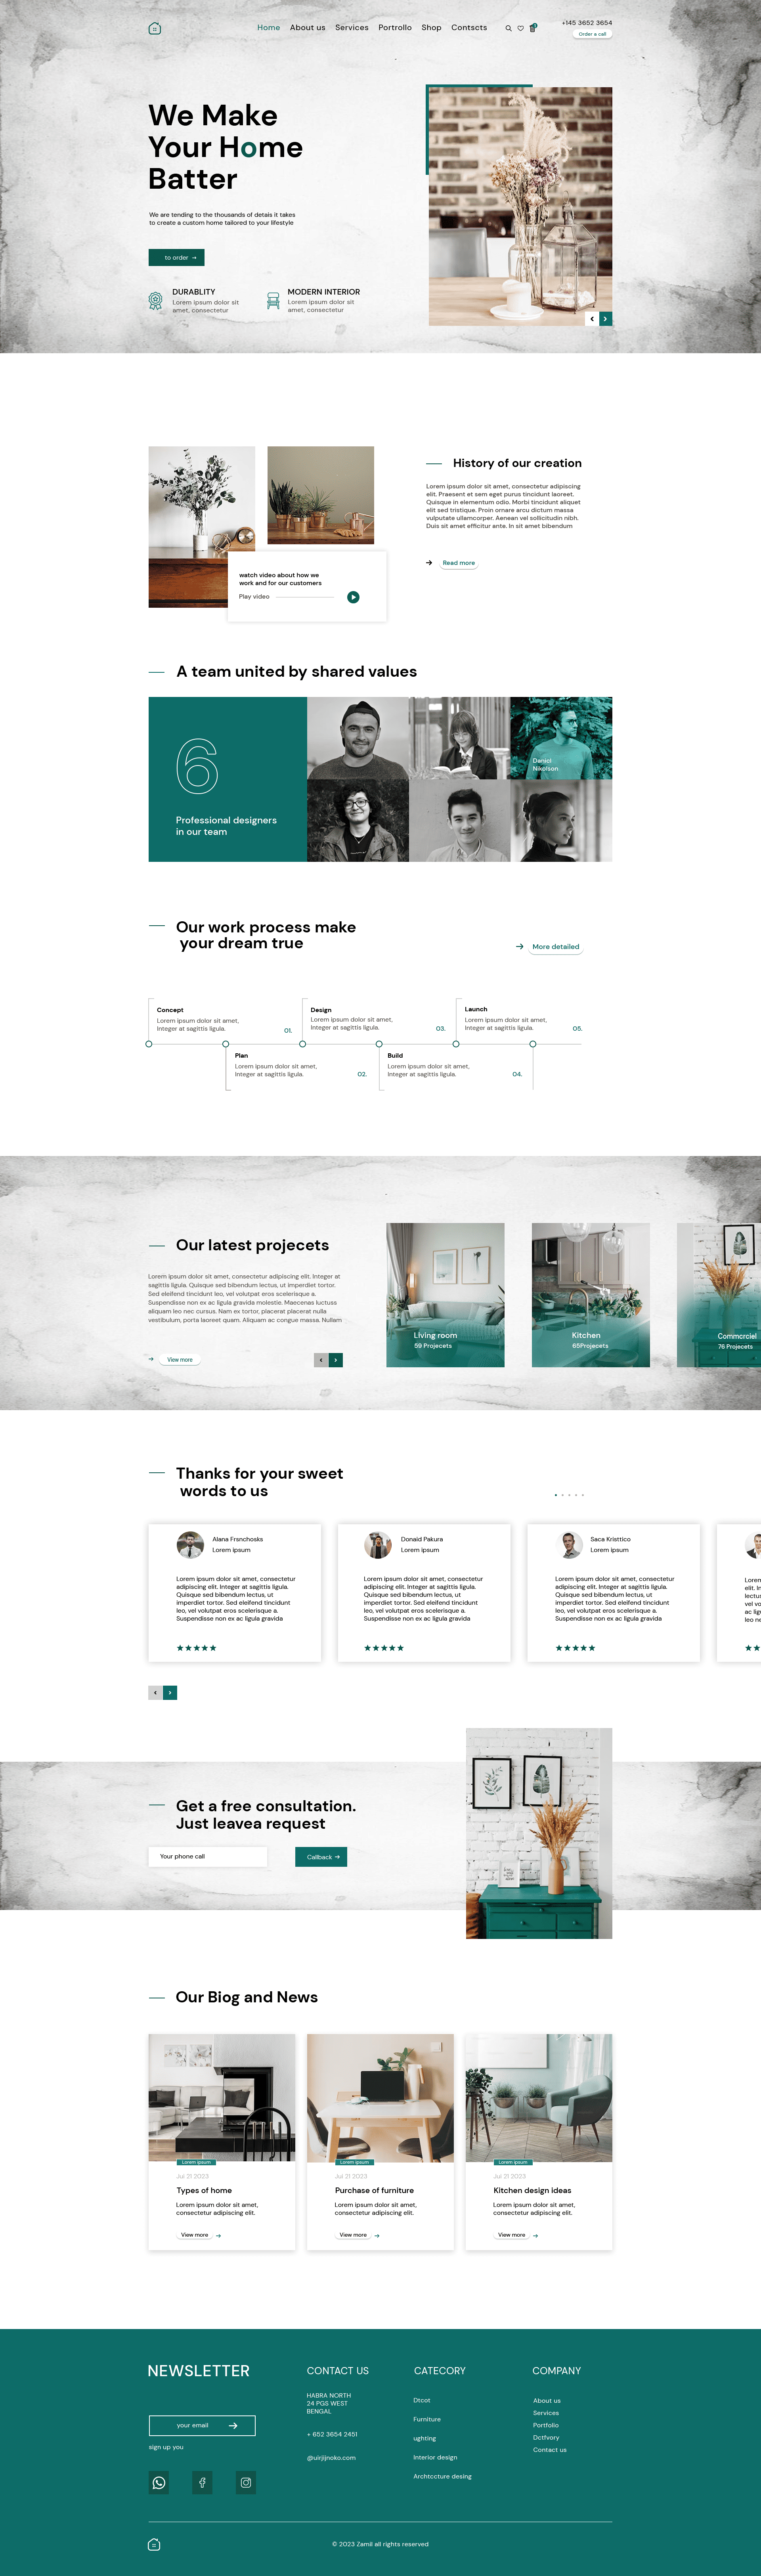 Home About us Services Portrollo Shop Contscts
+145 3652 3654
Order a call
We Make
Your Home
Batter
We are tending to the thousands of detais it takes
to create a custom home tailored to your lifestyle
to order →
DURABLITY
Lorem ipsum dolor sit
amet, consectetur
MODERN INTERIOR
Lorem ipsum dolor sit
amet, consectetur
watch video about how we
work and for our customers
Play video
History of our creation
Lorem ipsum dolor sit amet, consectetur adipiscing
elit. Praesent et sem eget purus tincidunt laoreet.
Quisque in elementum odio. Morbi tincidunt aliquet
elit sed tristique. Proin ornare arcu dictum massa
vulputate ullamcorper. Aenean vel sollicitudin nibh.
Duis sit amet efficitur ante. In sit amet bibendum
→ Read more
A team united by shared values
6
Professional designers
in our team
Daniel
Nikolson
Our work process make
your dream true
→ More detailed
Concept
Lorem ipsum dolor sit amet,
Integer at sagittis ligula.
01.
Plan
Lorem ipsum dolor sit amet,
Integer at sagittis ligula.
02.
Design
Lorem ipsum dolor sit amet,
Integer at sagittis ligula.
03.
Build
Lorem ipsum dolor sit amet,
Integer at sagittis ligula.
04.
Launch
Lorem ipsum dolor sit amet,
Integer at sagittis ligula.
05.
Our latest projecets
Lorem ipsum dolor sit amet, consectetur adipiscing elit. Integer at
sagittis ligula. Quisque sed bibendum lectus, ut imperdiet tortor.
Sed eleifend tincidunt leo, vel volutpat eros scelerisque a.
Suspendisse non ex ac ligula gravida molestie. Maecenas luctuss
aliquam leo nec cursus. Nam ex tortor, placerat placerat nulla
vestibulum, porta laoreet quam. Aliquam ac congue massa. Nullam
→ View more
Living room
59 Projecets
Kitchen
65Projecets
Commcrciel
76 Projecets
Thanks for your sweet
words to us
Alana Frsnchosks
Lorem ipsum
Lorem ipsum dolor sit amet, consectetur
adipiscing elit. Integer at sagittis ligula.
Quisque sed bibendum lectus, ut
imperdiet tortor. Sed eleifend tincidunt
leo, vel volutpat eros scelerisque a.
Suspendisse non ex ac ligula gravida
Donald Pakura
Lorem ipsum
Lorem ipsum dolor sit amet, consectetur
adipiscing elit. Integer at sagittis ligula.
Quisque sed bibendum lectus, ut
imperdiet tortor. Sed eleifend tincidunt
leo, vel volutpat eros scelerisque a.
Suspendisse non ex ac ligula gravida
Saca Kristtico
Lorem ipsum
Lorem ipsum dolor sit amet, consectetur
adipiscing elit. Integer at sagittis ligula.
Quisque sed bibendum lectus, ut
imperdiet tortor. Sed eleifend tincidunt
leo, vel volutpat eros scelerisque a.
Suspendisse non ex ac ligula gravida
Get a free consultation.
Just leavea request
Your phone call
Callback →
Our Biog and News
Lorem ipsum
Jul 21 2023
Types of home
Lorem ipsum dolor sit amet,
consectetur adipiscing elit.
View more →
Lorem ipsum
Jul 21 2023
Purchase of furniture
Lorem ipsum dolor sit amet,
consectetur adipiscing elit.
View more →
Lorem ipsum
Jul 21 2023
Kitchen design ideas
Lorem ipsum dolor sit amet,
consectetur adipiscing elit.
View more →
NEWSLETTER
your email →
sign up you
CONTACT US
HABRA NORTH
24 PGS WEST
BENGAL
+ 652 3654 2451
@uirjijnoko.com
CATECORY
Dtcot
Furniture
ughting
Interior design
Archtccture desing
COMPANY
About us
Services
Portfolio
Dctfvory
Contact us
© 2023 Zamil all rights reserved